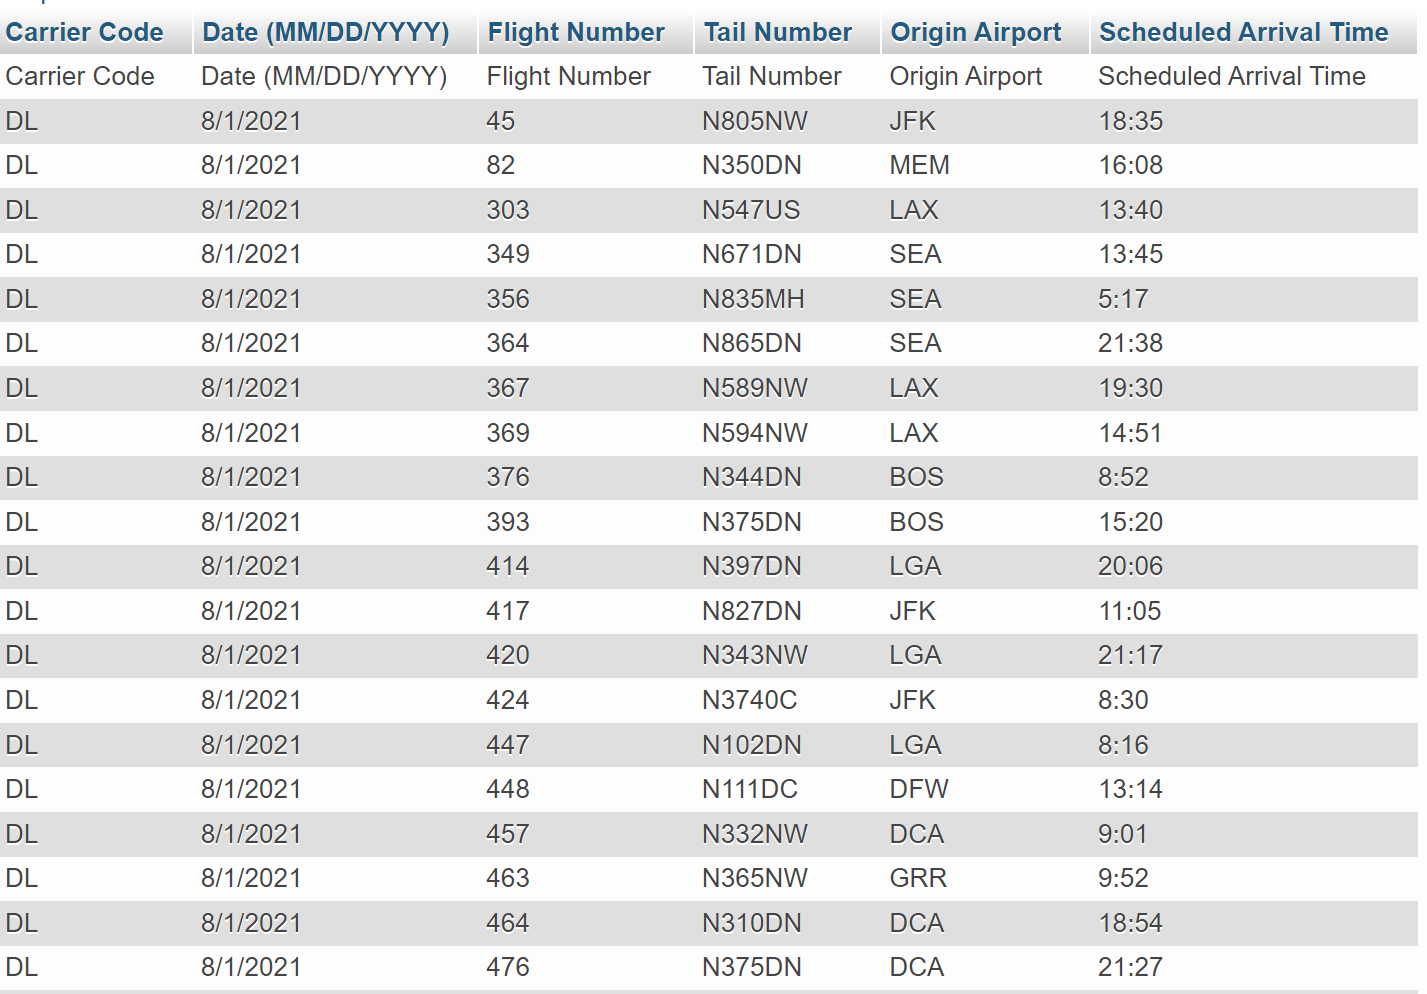 Carrier Code Date (MM/DD/YYYY) Flight Number Tail Number Origin Airport Scheduled Arrival Time
Carrier Code Date (MM/DD/YYYY) Flight Number Tail Number Origin Airport Scheduled Arrival Time
DL 8/1/2021 45 N805NW JFK 18:35
DL 8/1/2021 82 N350DN MEM 16:08
DL 8/1/2021 303 N547US LAX 13:40
DL 8/1/2021 349 N671DN SEA 13:45
DL 8/1/2021 356 N835MH SEA 5:17
DL 8/1/2021 364 N865DN SEA 21:38
DL 8/1/2021 367 N589NW LAX 19:30
DL 8/1/2021 369 N594NW LAX 14:51
DL 8/1/2021 376 N344DN BOS 8:52
DL 8/1/2021 393 N375DN BOS 15:20
DL 8/1/2021 414 N397DN LGA 20:06
DL 8/1/2021 417 N827DN JFK 11:05
DL 8/1/2021 420 N343NW LGA 21:17
DL 8/1/2021 424 N3740C JFK 8:30
DL 8/1/2021 447 N102DN LGA 8:16
DL 8/1/2021 448 N111DC DFW 13:14
DL 8/1/2021 457 N332NW DCA 9:01
DL 8/1/2021 463 N365NW GRR 9:52
DL 8/1/2021 464 N310DN DCA 18:54
DL 8/1/2021 476 N375DN DCA 21:27